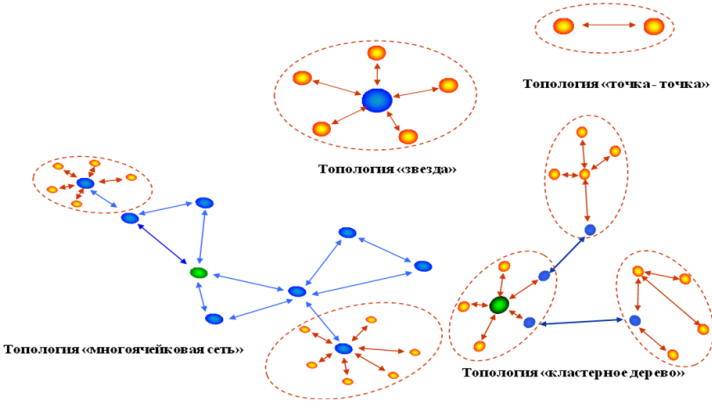 Топология «точка - точка»
Топология «звезда»
Топология «многоячейковая сеть»
Топология «кластерное дерево»